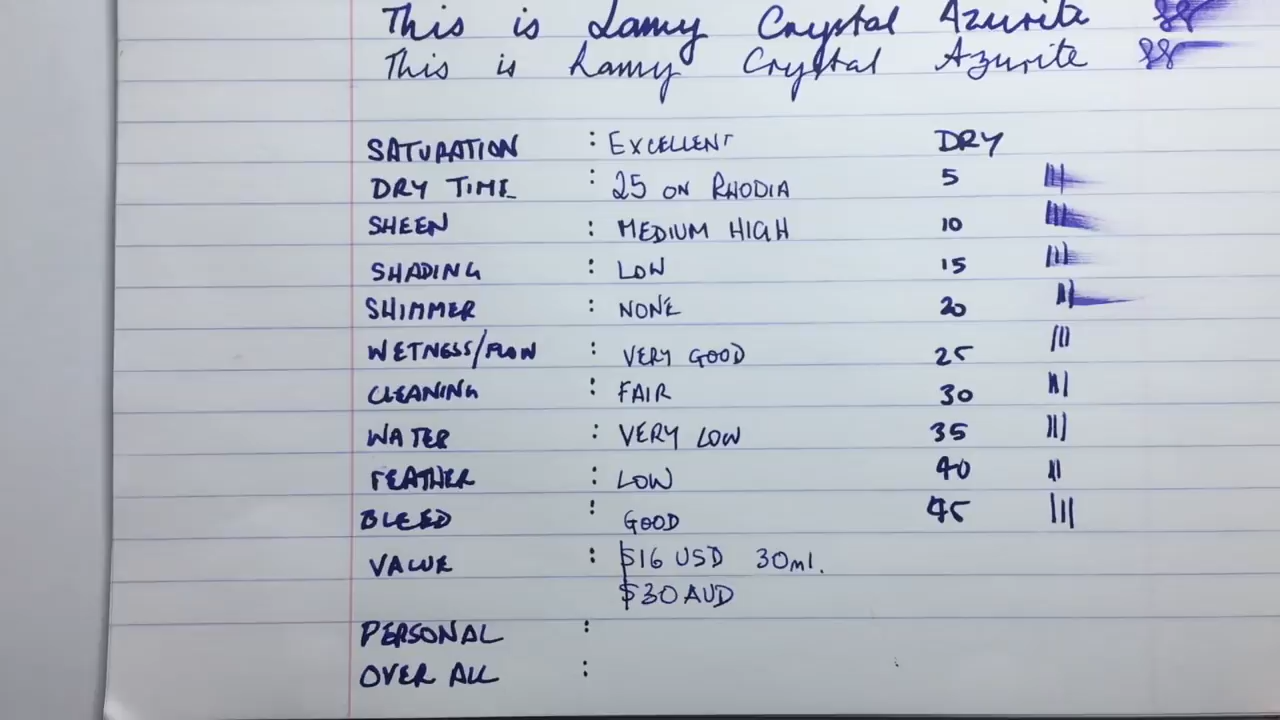 This is Lamy Crystal Azurite
This is Lamy Crystal Azurite
SATURATION : EXCELLENT DRY
DRY TIME : 25 ON RHODIA 5
SHEEN : MEDIUM HIGH 10
SHADING : LOW 15
SHIMMER : NONE 20
WETNESS/FLOW : VERY GOOD 25
CLEANING : FAIR 30
WATER : VERY LOW 35
FEATHER : LOW 40
BLEED : GOOD 45
VALUE : $16 USD 30ml.
$30 AUD
PERSONAL :
OVER ALL :